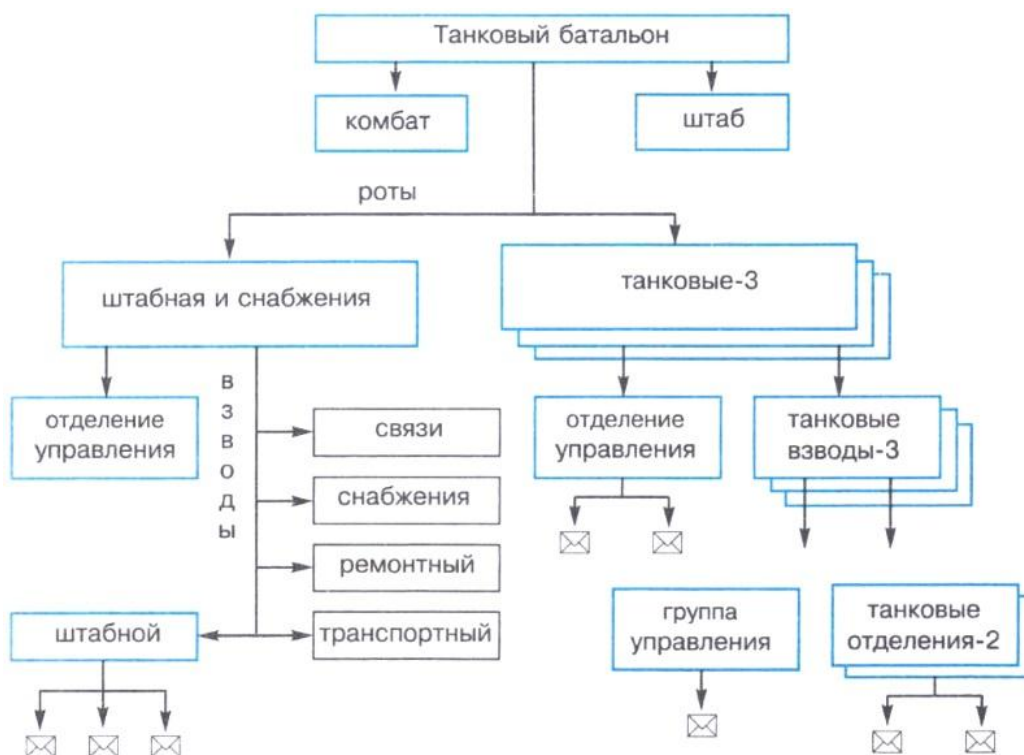 Танковый батальон
комбат
штаб
роты
штабная и снабжения
танковые-3
взводы
отделение
управления
связи
снабжения
ремонтный
транспортный
штабной
отделение
управления
танковые
взводы-3
группа
управления
танковые
отделения-2